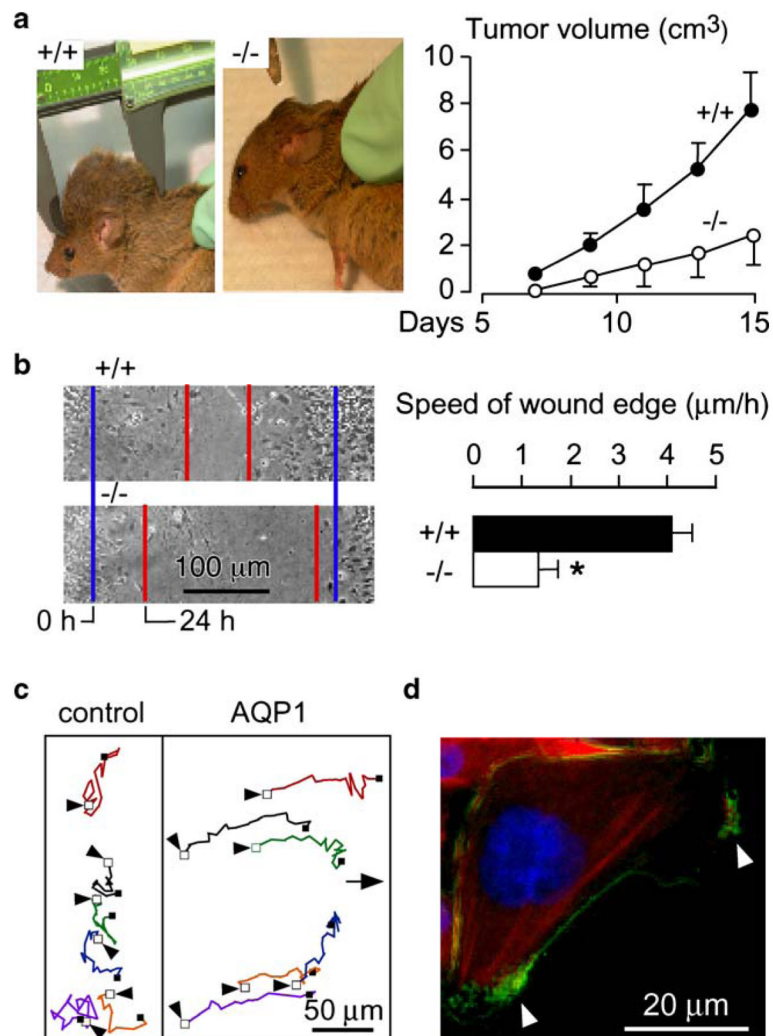 a
+/+
-/-
Tumor volume (cm³)
10
8
6
4
2
0
+/+
-/-
Days 5 10 15
b
+/+
-/-
100 μm
0 h 24 h
Speed of wound edge (μm/h)
0 1 2 3 4 5
+/+
-/- *
c
control AQP1
50 μm
d
20 μm